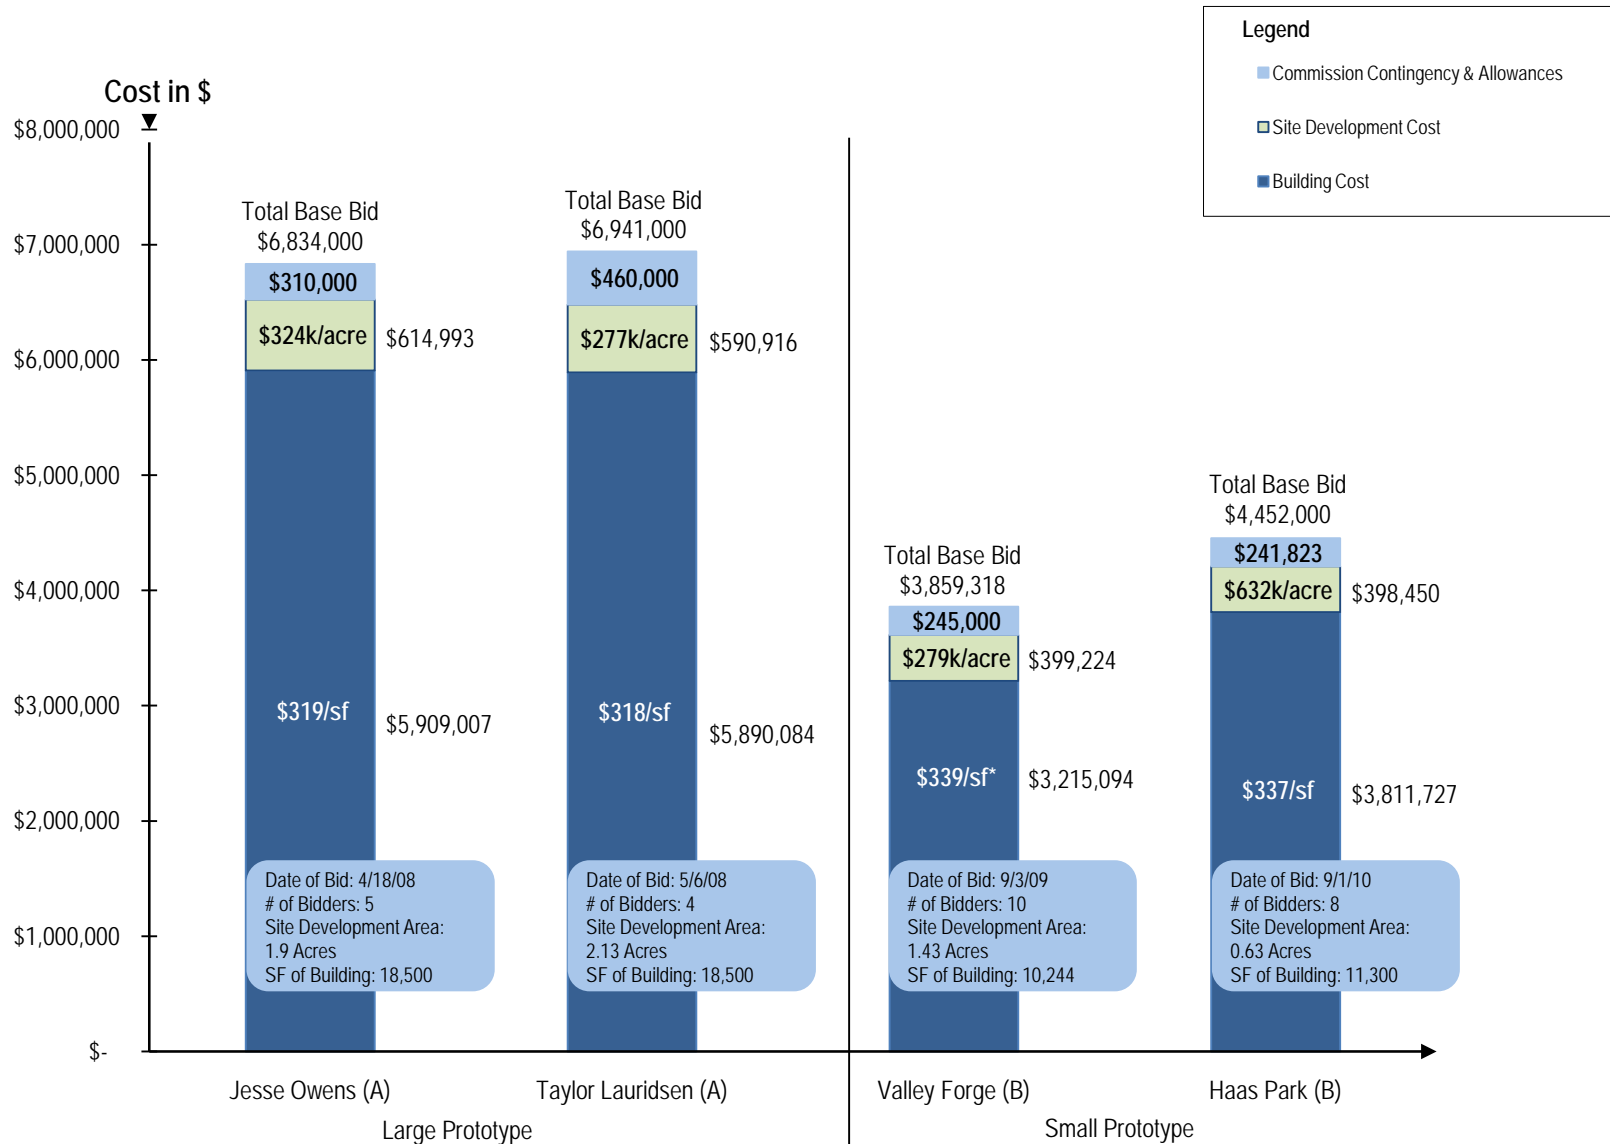 Legend
Commission Contingency & Allowances
Site Development Cost
Building Cost
Cost in $
$8,000,000
$7,000,000
$6,000,000
$5,000,000
$4,000,000
$3,000,000
$2,000,000
$1,000,000
$-
Total Base Bid
$6,834,000
$310,000
$324k/acre
$614,993
$319/sf
$5,909,007
Date of Bid: 4/18/08
# of Bidders: 5
Site Development Area:
1.9 Acres
SF of Building: 18,500
Jesse Owens (A)
Total Base Bid
$6,941,000
$460,000
$277k/acre
$590,916
$318/sf
$5,890,084
Date of Bid: 5/6/08
# of Bidders: 4
Site Development Area:
2.13 Acres
SF of Building: 18,500
Taylor Lauridsen (A)
Large Prototype
Total Base Bid
$3,859,318
$245,000
$279k/acre
$399,224
$339/sf*
$3,215,094
Date of Bid: 9/3/09
# of Bidders: 10
Site Development Area:
1.43 Acres
SF of Building: 10,244
Valley Forge (B)
Total Base Bid
$4,452,000
$241,823
$632k/acre
$398,450
$337/sf
$3,811,727
Date of Bid: 9/1/10
# of Bidders: 8
Site Development Area:
0.63 Acres
SF of Building: 11,300
Haas Park (B)
Small Prototype